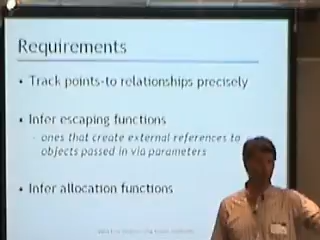 Requirements
• Track points-to relationships precisely
• Infer escaping functions
- ones that create external references to
objects passed in via parameters
• Infer allocation functions